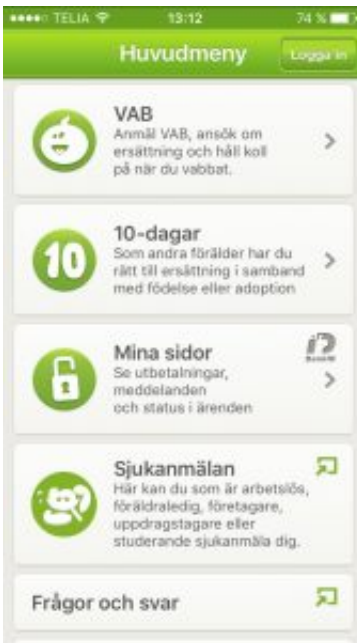 TELIA 13:12 74 %
Huvudmeny Logga in
VAB
Anmäl VAB, ansök om
ersättning och håll koll
på när du vabbat.
10
10-dagar
Som andra förälder har du
rätt till ersättning i samband
med födelse eller adoption
Mina sidor
Se utbetalningar,
meddelanden
och status i ärenden
Sjukanmälan
Här kan du som är arbetslös,
föräldraledig, företagare,
uppdragstagare eller
studerande sjukanmäla dig.
Frågor och svar